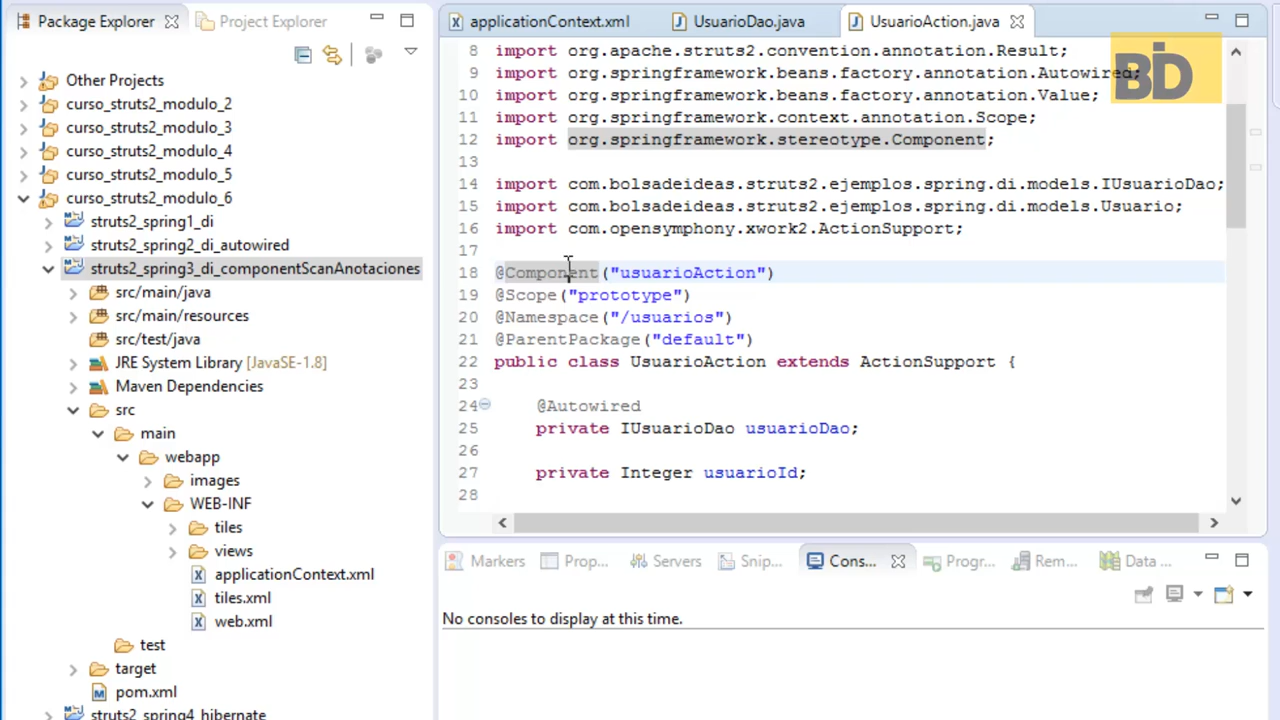 Package Explorer
Project Explorer
Other Projects
curso_struts2_modulo_2
curso_struts2_modulo_3
curso_struts2_modulo_4
curso_struts2_modulo_5
curso_struts2_modulo_6
struts2_spring1_di
struts2_spring2_di_autowired
struts2_spring3_di_componentScanAnotaciones
src/main/java
src/main/resources
src/test/java
JRE System Library [JavaSE-1.8]
Maven Dependencies
src
main
webapp
images
WEB-INF
tiles
views
applicationContext.xml
tiles.xml
web.xml
test
target
pom.xml
struts2_spring4_hibernate
applicationContext.xml
UsuarioDao.java
UsuarioAction.java
BD
8 import org.apache.struts2.convention.annotation.Result;
9 import org.springframework.beans.factory.annotation.Autowired;
10 import org.springframework.beans.factory.annotation.Value;
11 import org.springframework.context.annotation.Scope;
12 import org.springframework.stereotype.Component;
13
14 import com.bolsadeideas.struts2.ejemplos.spring.di.models.IUsuarioDao;
15 import com.bolsadeideas.struts2.ejemplos.spring.di.models.Usuario;
16 import com.opensymphony.xwork2.ActionSupport;
17
18 @Component("usuarioAction")
19 @Scope("prototype")
20 @Namespace("/usuarios")
21 @ParentPackage("default")
22 public class UsuarioAction extends ActionSupport {
23
24 @Autowired
25 private IUsuarioDao usuarioDao;
26
27 private Integer usuarioId;
28
Markers
Prop...
Servers
Snip...
Cons...
Progr...
Rem...
Data ...
No consoles to display at this time.